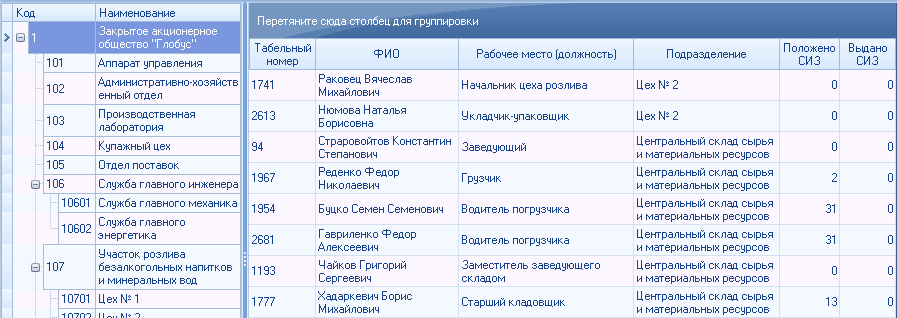 Код Наименование
1 Закрытое акционерное
общество "Глобус"
101 Аппарат управления
102 Административно-хозяйств
енный отдел
103 Производственная
лаборатория
104 Купажный цех
105 Отдел поставок
106 Служба главного инженера
10601 Служба главного механика
10602 Служба главного
энергетика
107 Участок розлива
безалкогольных напитков
и минеральных вод
10701 Цех № 1
10702 Цех № 2
Перетяните сюда столбец для группировки
Табельный
номер
ФИО
Рабочее место (должность)
Подразделение
Положено
СИЗ
Выдано
СИЗ
1741 Раковец Вячеслав
Михайлович
Начальник цеха розлива Цех № 2 0 0
2613 Нюмова Наталья
Борисовна
Укладчик-упаковщик Цех № 2 0 0
94 Страровойтов Константин
Степанович
Заведующий Центральный склад сырья
и материальных ресурсов
0 0
1967 Реденко Федор
Николаевич
Грузчик Центральный склад сырья
и материальных ресурсов
2 0
1954 Буцко Семен Семенович Водитель погрузчика Центральный склад сырья
и материальных ресурсов
31 0
2681 Гавриленко Федор
Алексеевич
Водитель погрузчика Центральный склад сырья
и материальных ресурсов
31 0
1193 Чайков Григорий
Сергеевич
Заместитель заведующего
складом
Центральный склад сырья
и материальных ресурсов
0 0
1777 Хадаркевич Борис
Михайлович
Старший кладовщик Центральный склад сырья
и материальных ресурсов
13 0